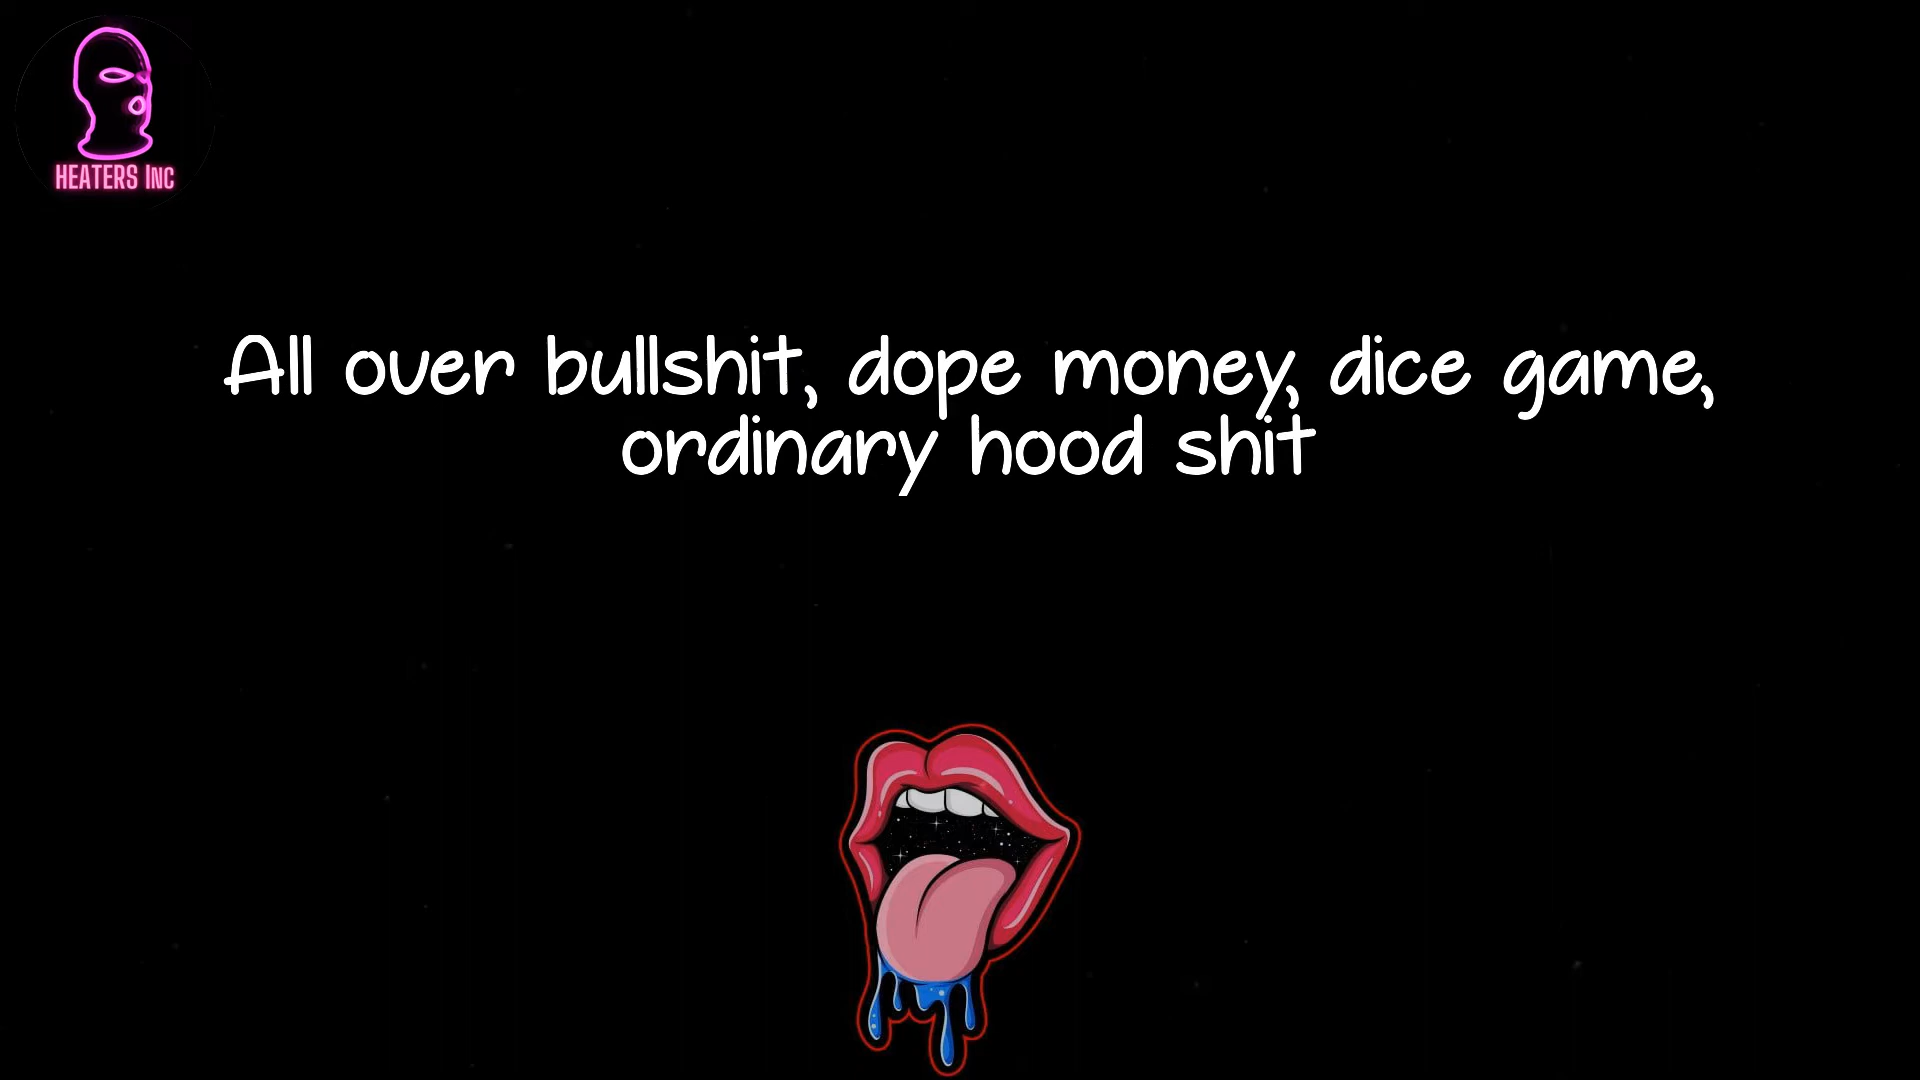 HEATERS INC
All over bullshit, dope money, dice game,
ordinary hood shit